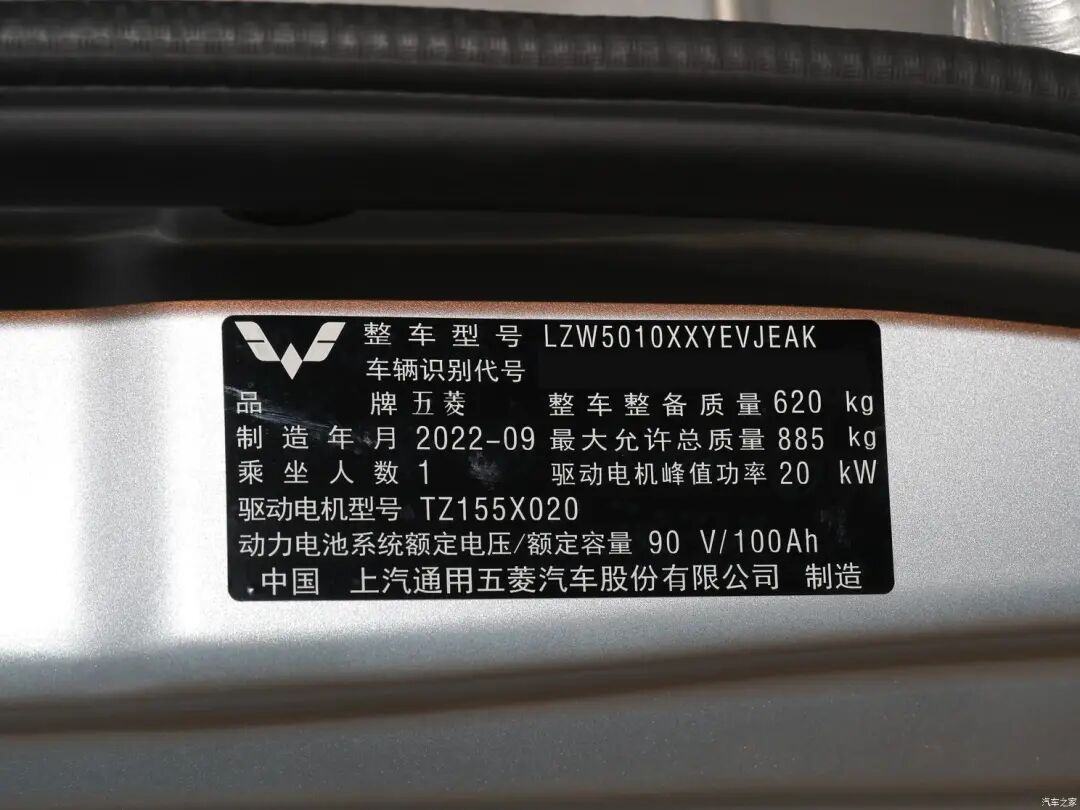 整车型号 LZW5010XXYEVJEAK
车辆识别代号
品牌 五菱 整车整备质量 620 kg
制造年月 2022-09 最大允许总质量 885 kg
乘坐人数 1 驱动电机峰值功率 20 kW
驱动电机型号 TZ155X020
动力电池系统额定电压/额定容量 90 V/100Ah
中国 上汽通用五菱汽车股份有限公司 制造
汽车之家